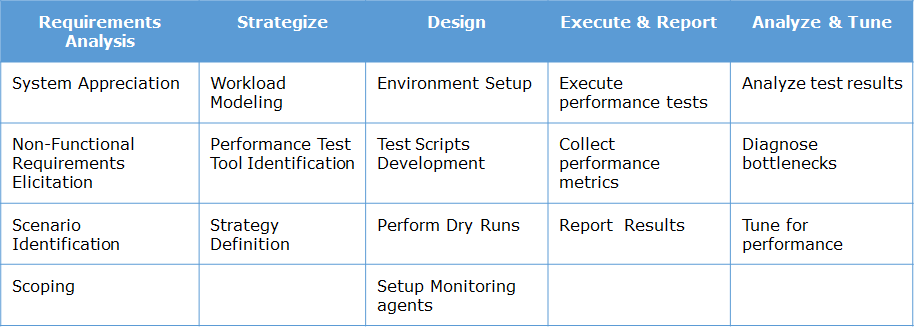 Requirements Analysis
Strategize
Design
Execute & Report
Analyze & Tune
System Appreciation
Workload Modeling
Environment Setup
Execute performance tests
Analyze test results
Non-Functional Requirements Elicitation
Performance Test Tool Identification
Test Scripts Development
Collect performance metrics
Diagnose bottlenecks
Scenario Identification
Strategy Definition
Perform Dry Runs
Report  Results
Tune for performance
Scoping
Setup Monitoring agents